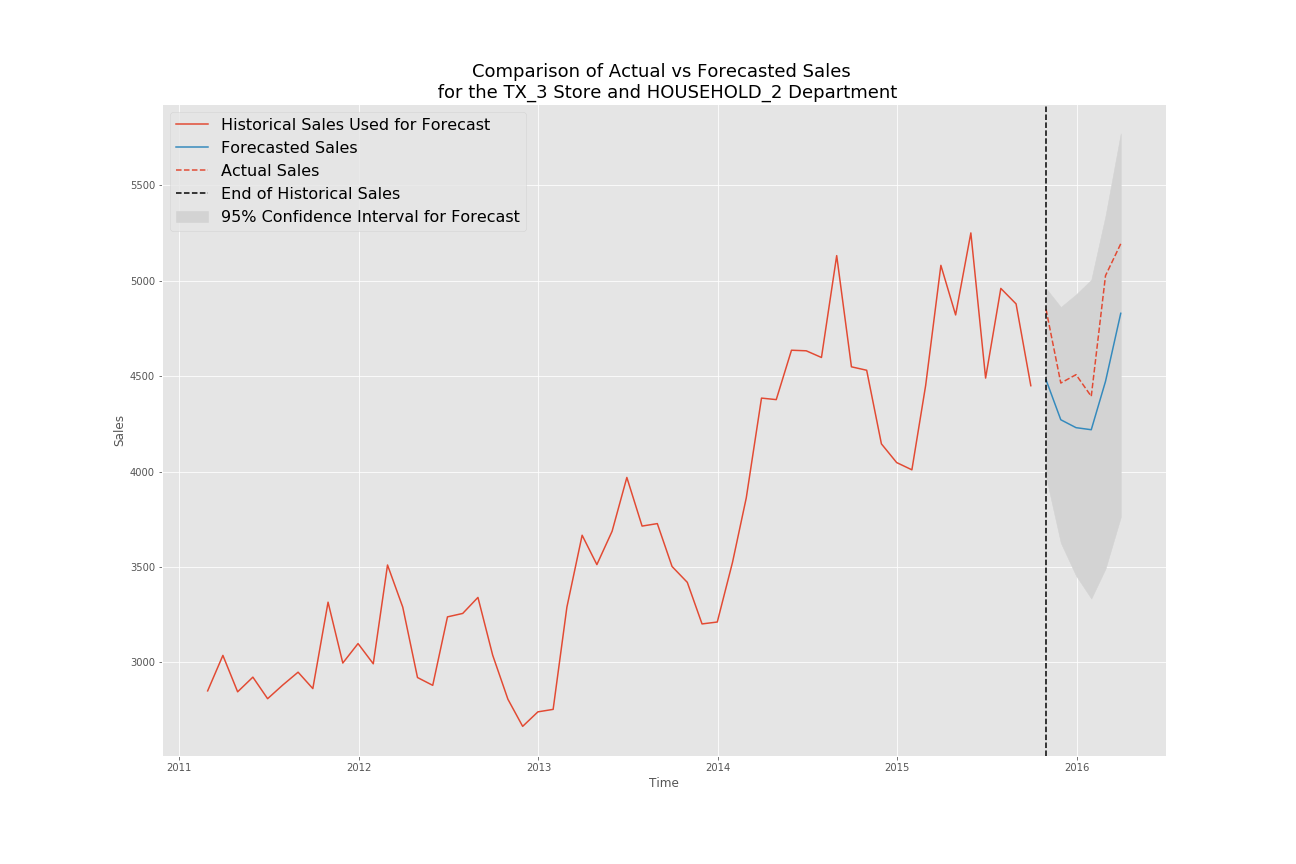 Comparison of Actual vs Forecasted Sales
for the TX_3 Store and HOUSEHOLD_2 Department
Historical Sales Used for Forecast
Forecasted Sales
Actual Sales
End of Historical Sales
95% Confidence Interval for Forecast
5500
5000
4500
4000
3500
3000
Sales
2011
2012
2013
2014
2015
2016
Time